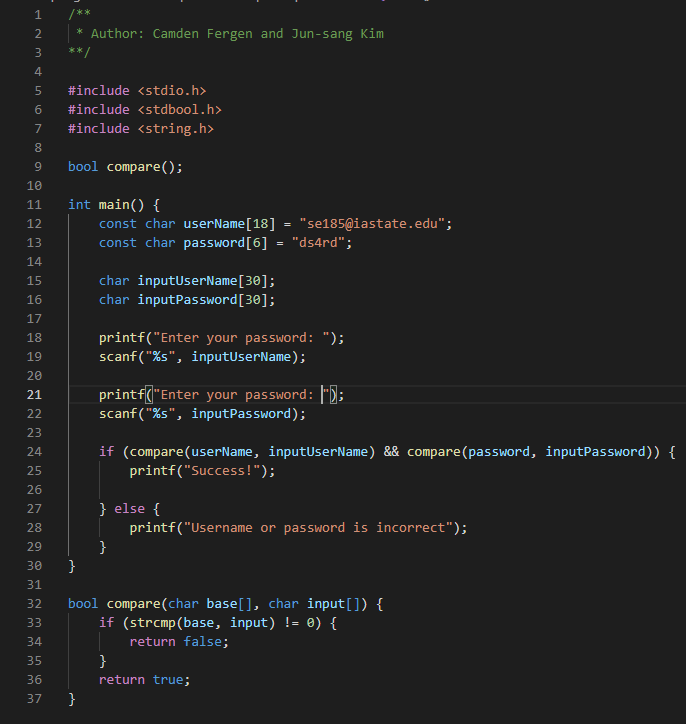 1 /**
2 * Author: Camden Fergen and Jun-sang Kim
3 **/
4
5 #include <stdio.h>
6 #include <stdbool.h>
7 #include <string.h>
8
9 bool compare();
10
11 int main() {
12 const char userName[18] = "se185@iastate.edu";
13 const char password[6] = "ds4rd";
14
15 char inputUserName[30];
16 char inputPassword[30];
17
18 printf("Enter your password: ");
19 scanf("%s", inputUserName);
20
21 printf("Enter your password: ");
22 scanf("%s", inputPassword);
23
24 if (compare(userName, inputUserName) && compare(password, inputPassword)) {
25 printf("Success!");
26
27 } else {
28 printf("Username or password is incorrect");
29 }
30 }
31
32 bool compare(char base[], char input[]) {
33 if (strcmp(base, input) != 0) {
34 return false;
35 }
36 return true;
37 }